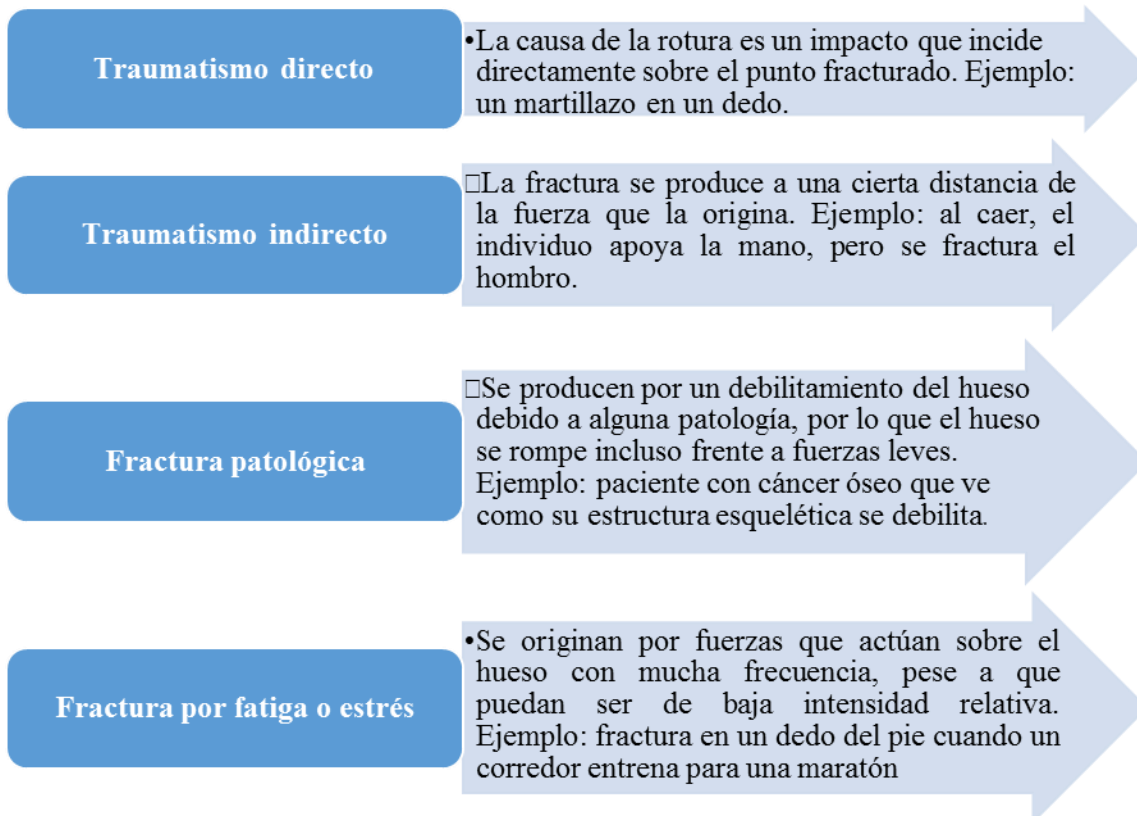 Traumatismo directo
•La causa de la rotura es un impacto que incide
directamente sobre el punto fracturado. Ejemplo:
un martillazo en un dedo.
Traumatismo indirecto
□La fractura se produce a una cierta distancia de
la fuerza que la origina. Ejemplo: al caer, el
individuo apoya la mano, pero se fractura el
hombro.
Fractura patológica
□Se producen por un debilitamiento del hueso
debido a alguna patología, por lo que el hueso
se rompe incluso frente a fuerzas leves.
Ejemplo: paciente con cáncer óseo que ve
como su estructura esquelética se debilita.
Fractura por fatiga o estrés
•Se originan por fuerzas que actúan sobre el
hueso con mucha frecuencia, pese a que
puedan ser de baja intensidad relativa.
Ejemplo: fractura en un dedo del pie cuando un
corredor entrena para una maratón